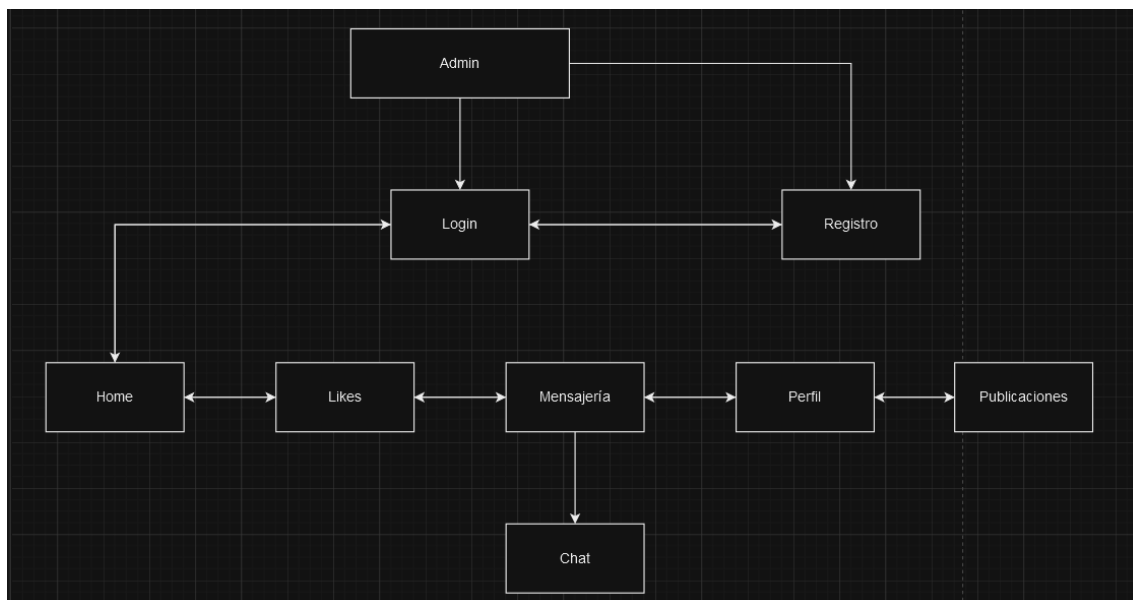 Admin
Login
Registro
Home
Likes
Mensajería
Perfil
Publicaciones
Chat